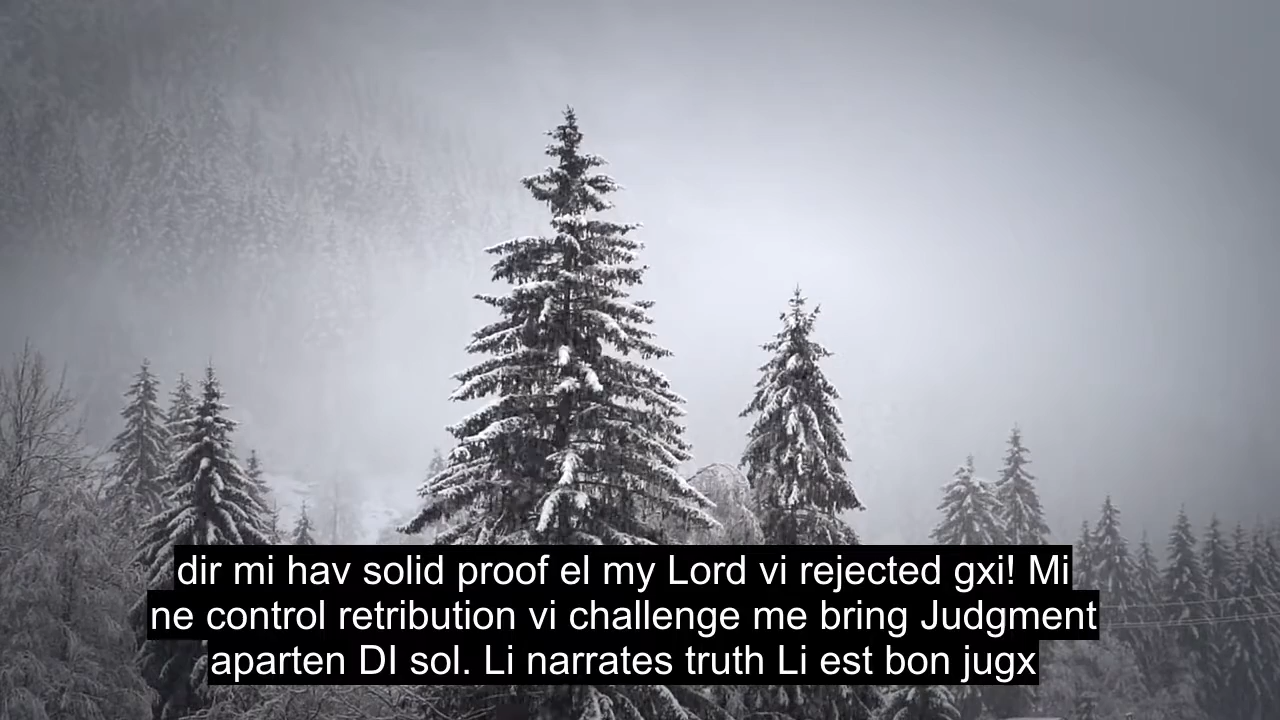 dir mi hav solid proof el my Lord vi rejected gxi! Mi
ne control retribution vi challenge me bring Judgment
aparten DI sol. Li narrates truth Li est bon jugx